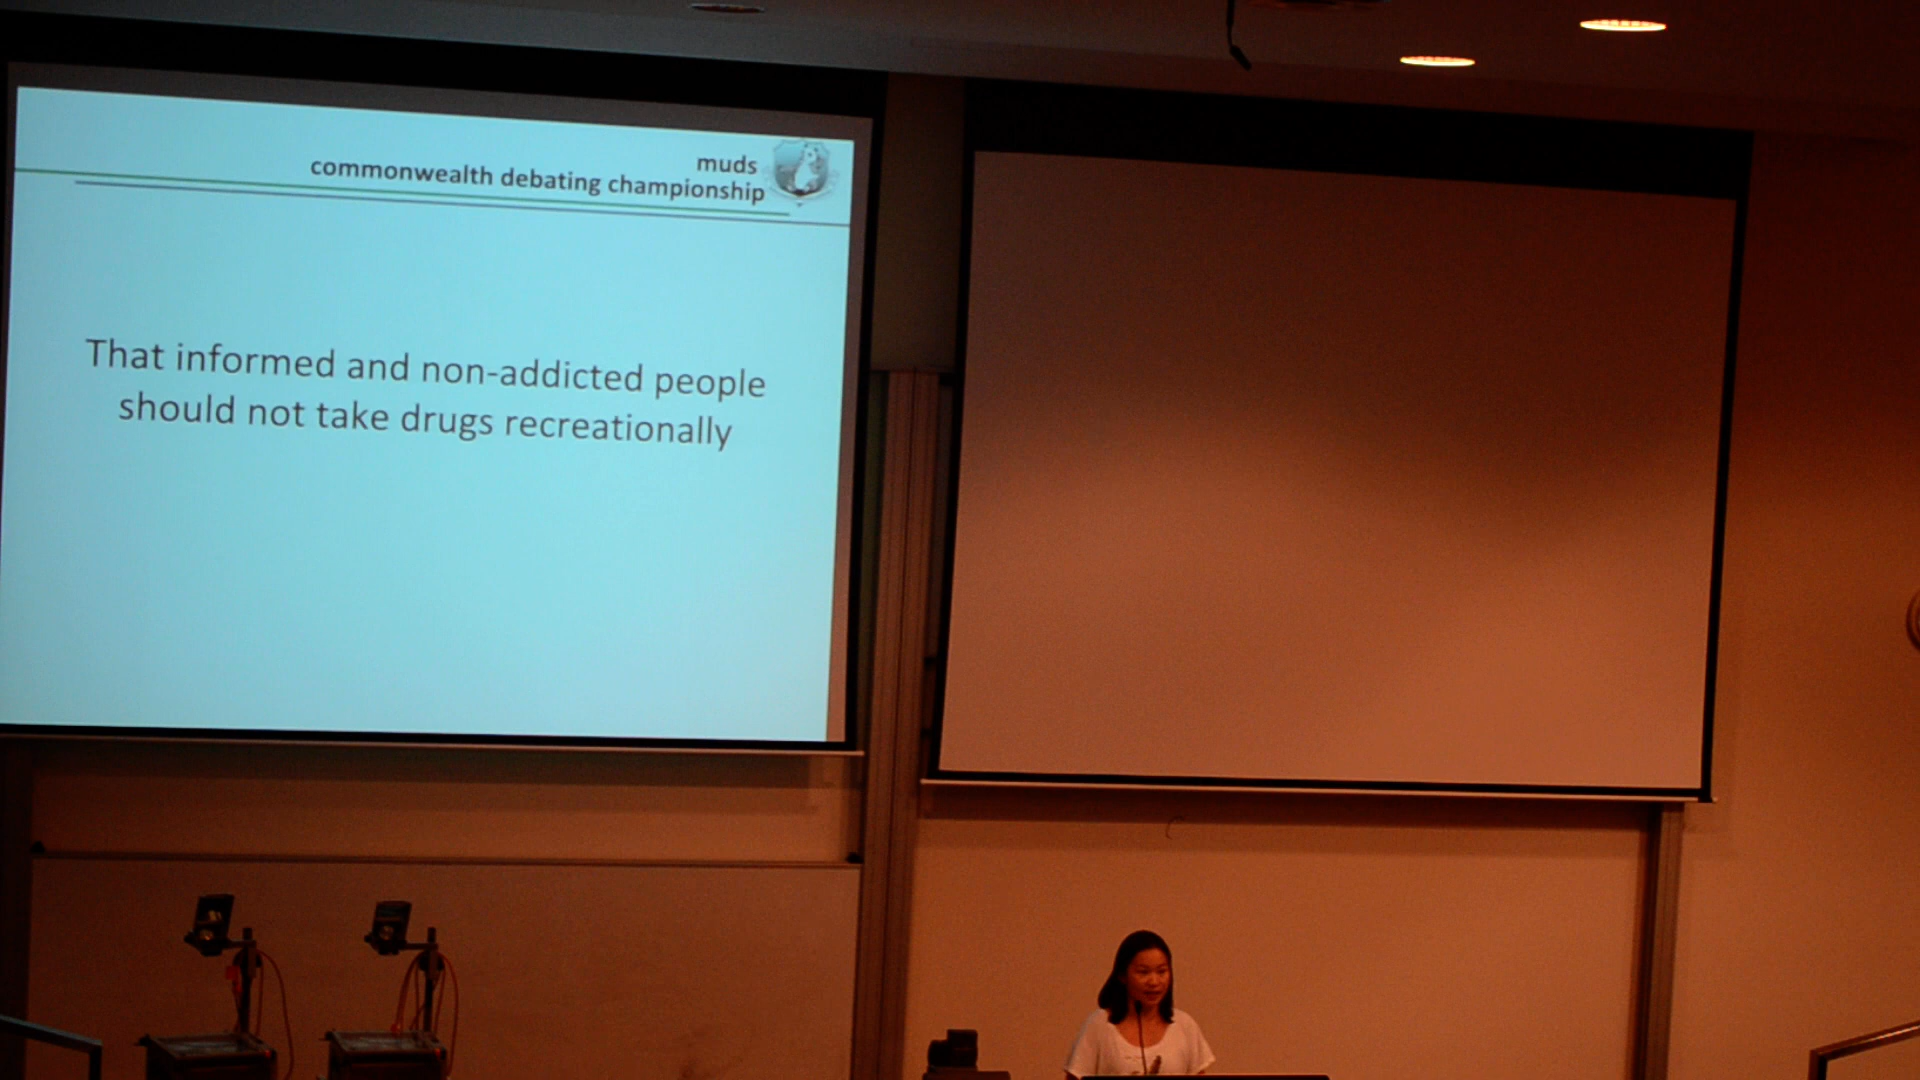 muds
commonwealth debating championship
That informed and non-addicted people
should not take drugs recreationally